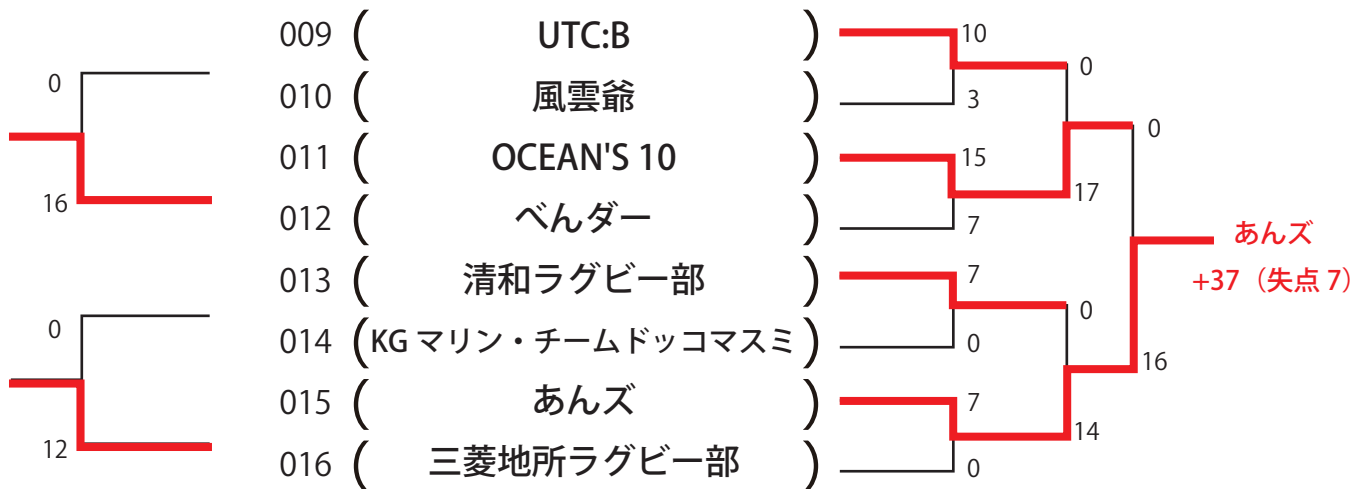 009 ( UTC:B ) 10
0 0
010 ( 風雲爺 ) 3
0
011 ( OCEAN'S 10 ) 15
16 17
012 ( べんダー ) 7
あんズ
013 ( 清和ラグビー部 ) 7
+37（失点 7）
0 0
014 ( KG マリン・チームドッコマスミ ) 0
16
015 ( あんズ ) 7
12 14
016 ( 三菱地所ラグビー部 ) 0